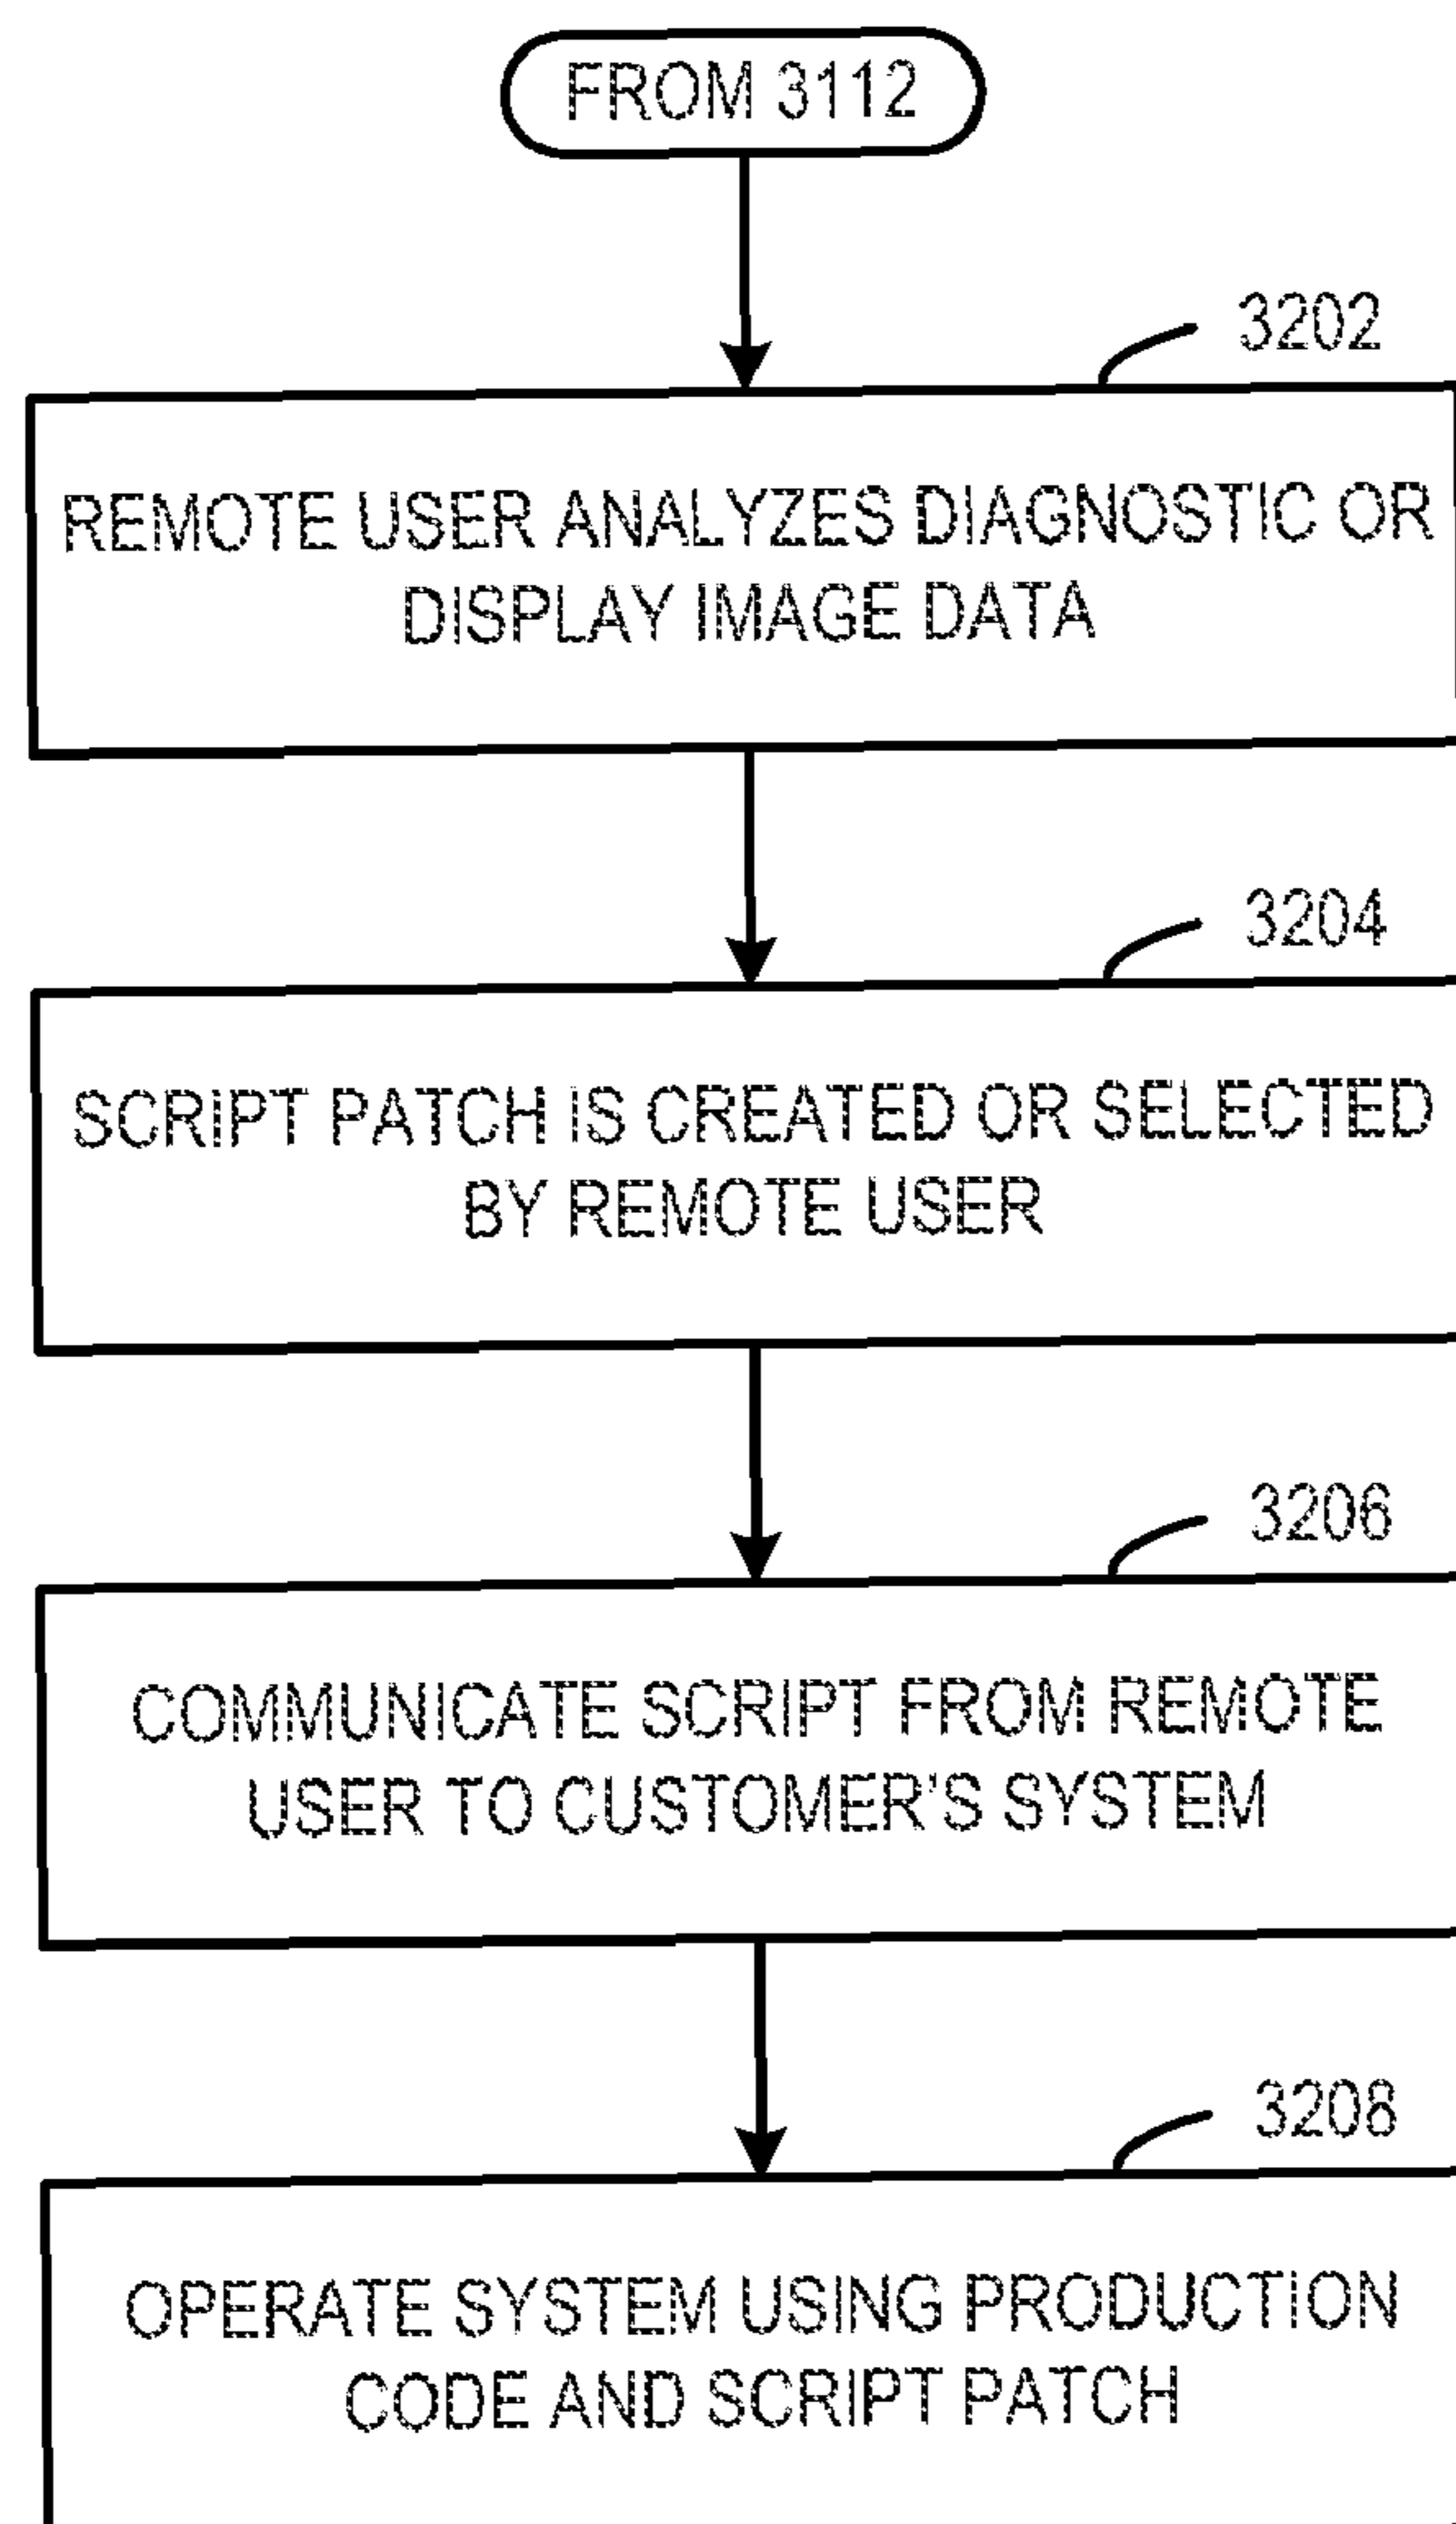 FROM 3112
3202
REMOTE USER ANALYZES DIAGNOSTIC OR
DISPLAY IMAGE DATA
3204
SCRIPT PATCH IS CREATED OR SELECTED
BY REMOTE USER
3206
COMMUNICATE SCRIPT FROM REMOTE
USER TO CUSTOMER'S SYSTEM
3208
OPERATE SYSTEM USING PRODUCTION
CODE AND SCRIPT PATCH